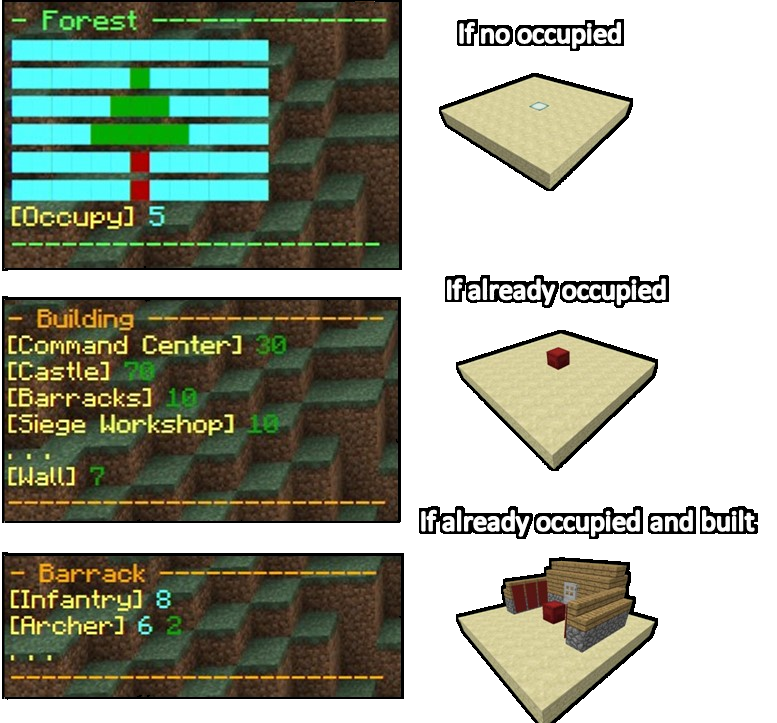 - Forest --------------
[Occupy] 5
----------------------
If no occupied
- Building --------------
[Command Center] 30
[Castle] 70
[Barracks] 10
[Siege Workshop] 10
...
[Wall] 7
----------------------
If already occupied
- Barrack -------------
[Infantry] 8
[Archer] 6 2
...
----------------------
If already occupied and built